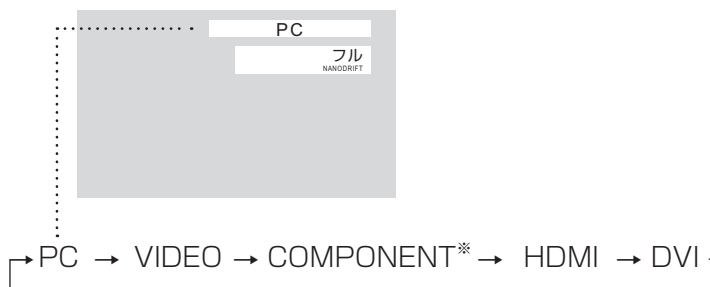 PC
フル
NANODRIFT
PC → VIDEO → COMPONENT※ → HDMI → DVI